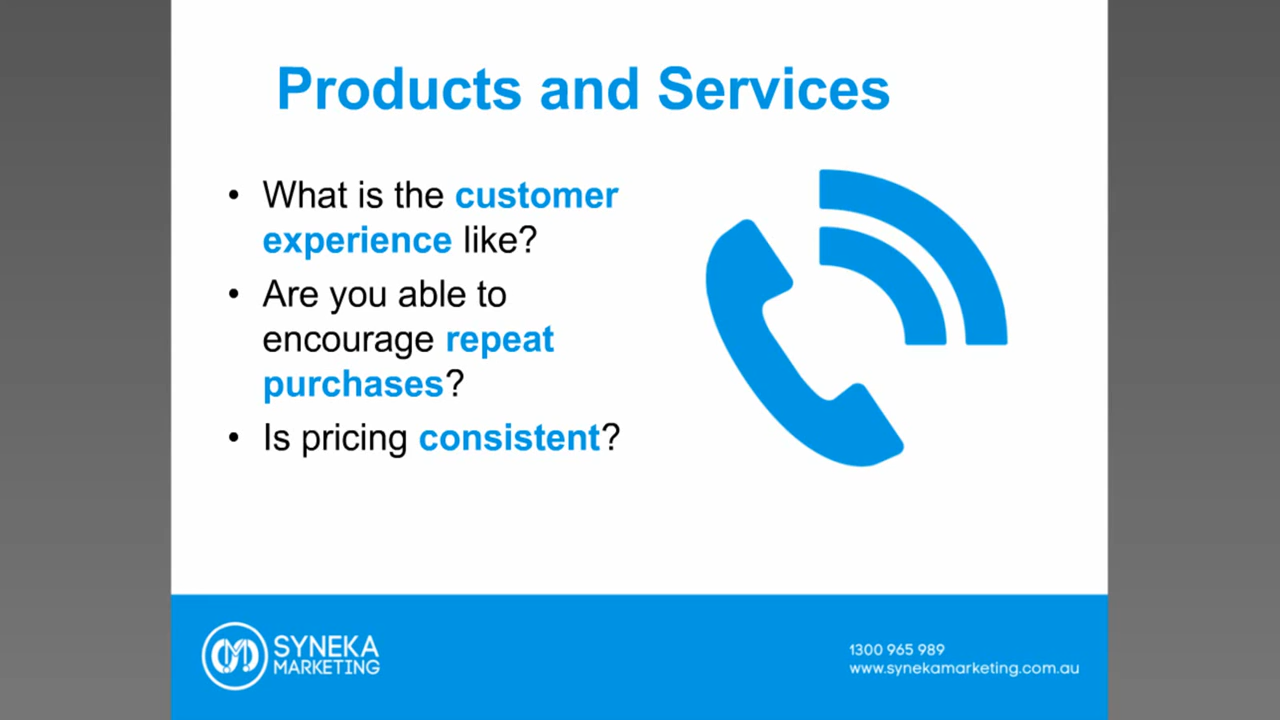 Products and Services
• What is the customer
experience like?
• Are you able to
encourage repeat
purchases?
• Is pricing consistent?
SYNEKA
MARKETING
1300 965 989
www.synekamarketing.com.au